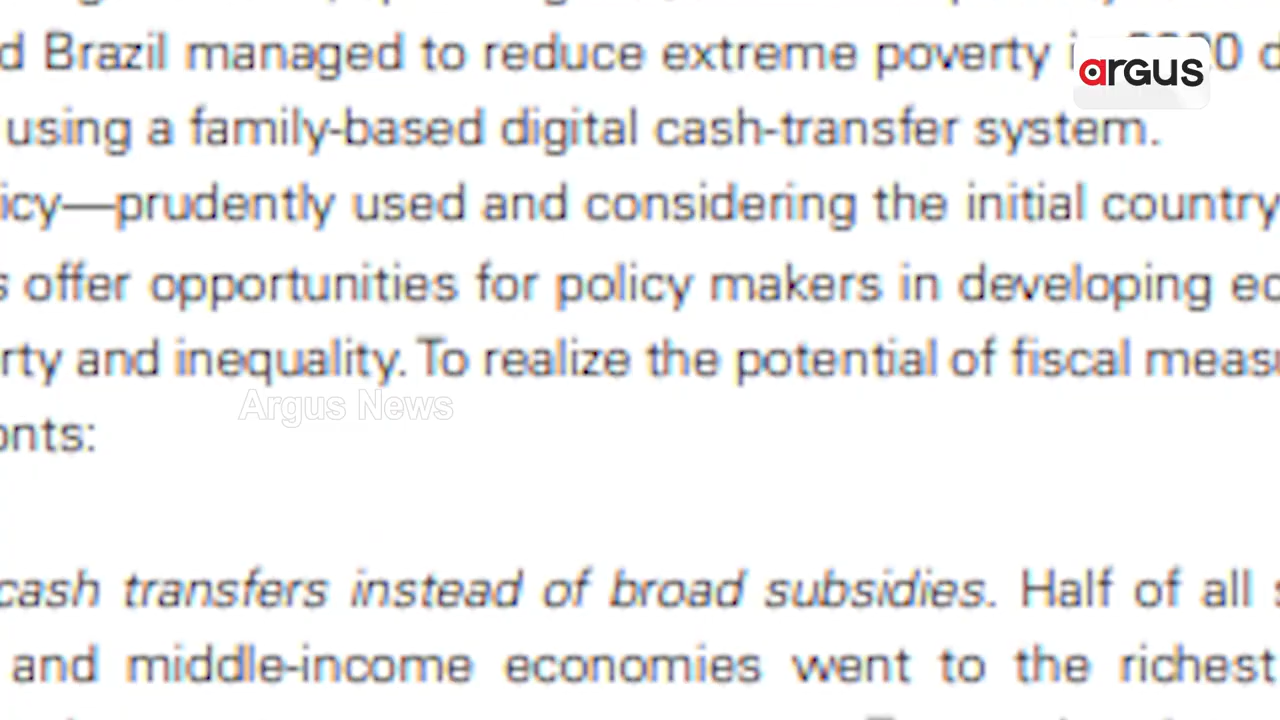 d Brazil managed to reduce extreme poverty
argus
using a family-based digital cash-transfer system.
icy—prudently used and considering the initial country
s offer opportunities for policy makers in developing ec
rty and inequality. To realize the potential of fiscal meas
Argus News
onts:
cash transfers instead of broad subsidies. Half of all s
and middle-income economies went to the richest